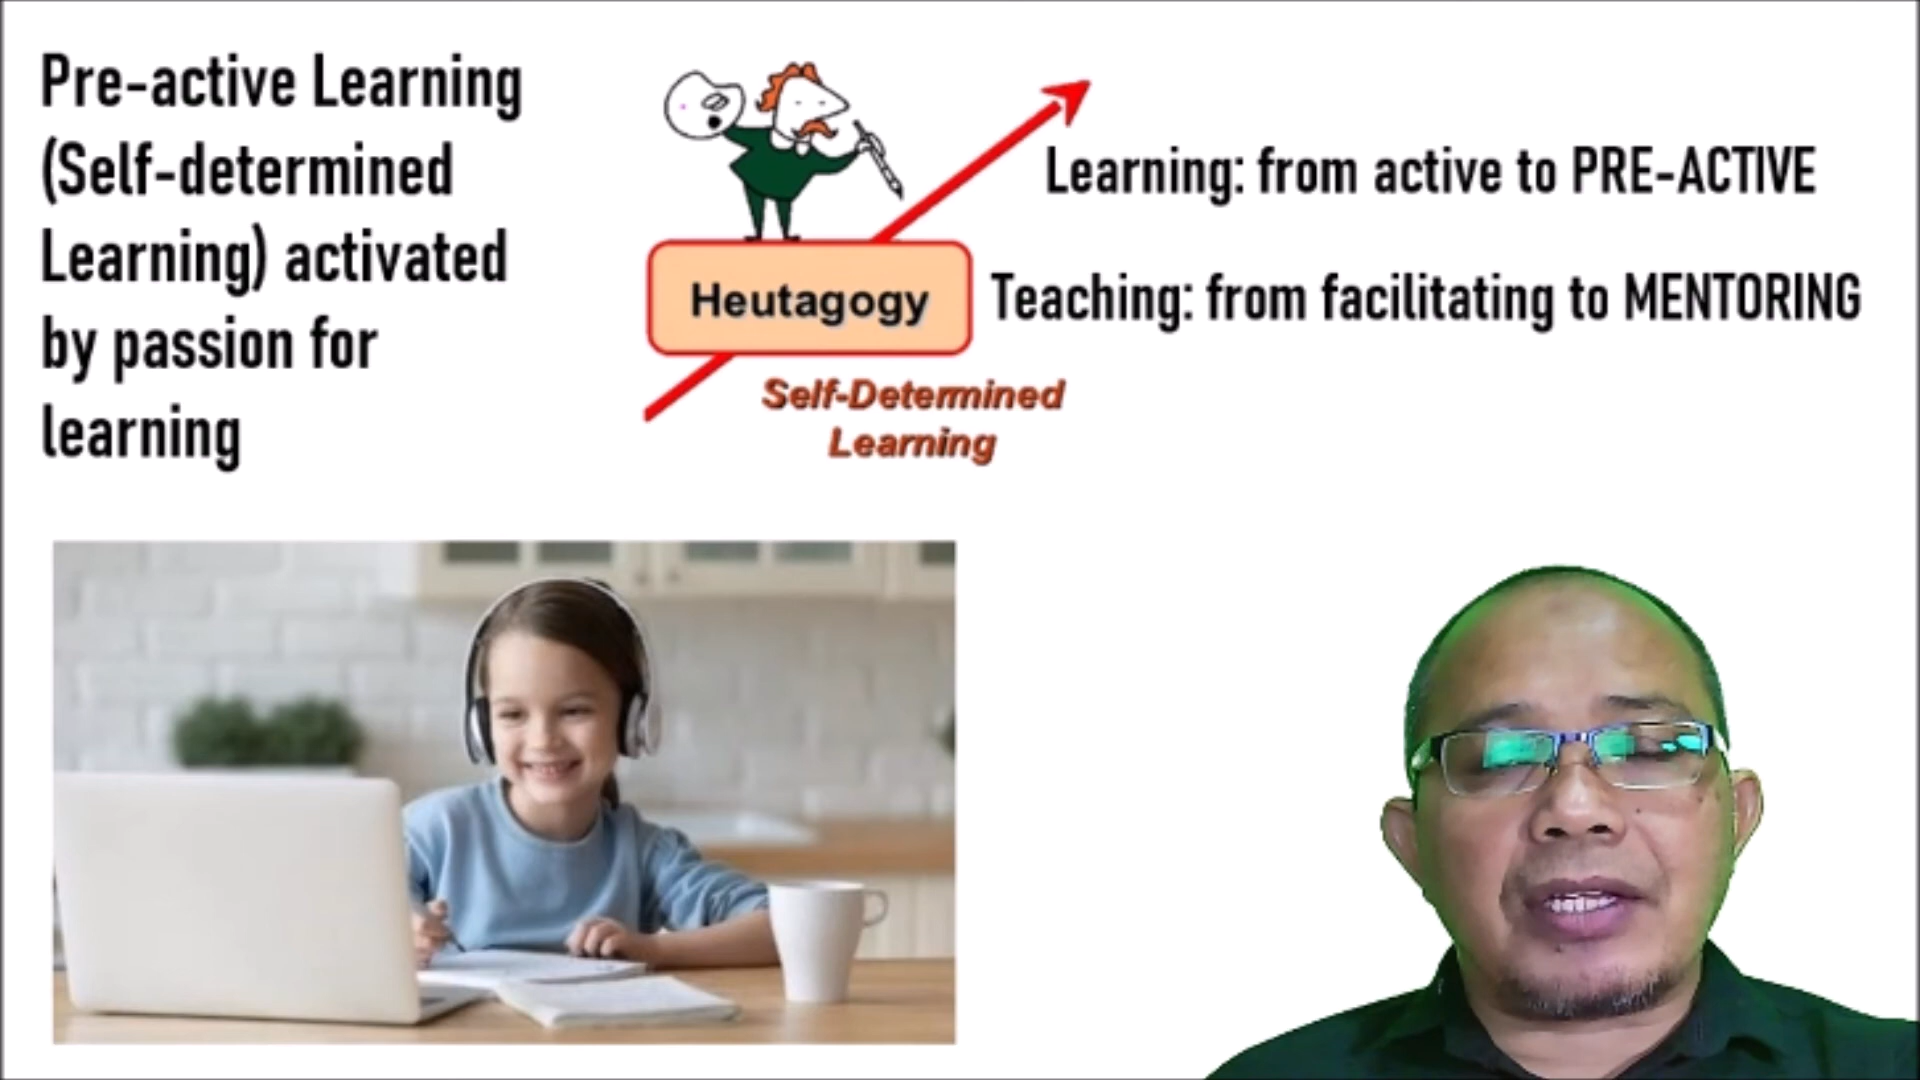 Pre-active Learning
(Self-determined
Learning) activated
by passion for
learning
Learning: from active to PRE-ACTIVE
Heutagogy
Teaching: from facilitating to MENTORING
Self-Determined
Learning